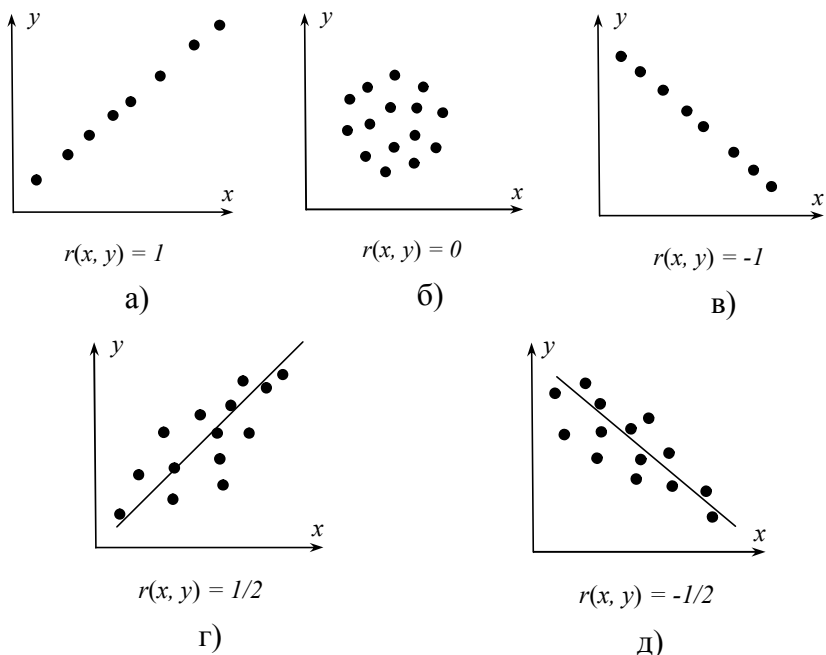 y
x
r(x, y) = 1
а)
y
x
r(x, y) = 0
б)
y
x
r(x, y) = -1
в)
y
x
r(x, y) = 1/2
г)
y
x
r(x, y) = -1/2
д)